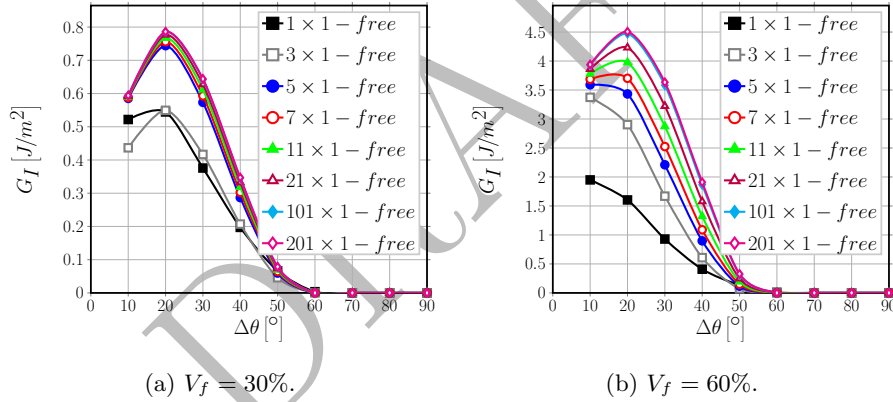 0.8
0.7
0.6
0.5
0.4
0.3
0.2
0.1
0
G_I [J/m²]
0 10 20 30 40 50 60 70 80 90
Δθ [°]
1 × 1 − free
3 × 1 − free
5 × 1 − free
7 × 1 − free
11 × 1 − free
21 × 1 − free
101 × 1 − free
201 × 1 − free
(a) V_f = 30%.
4.5
4
3.5
3
2.5
2
1.5
1
0.5
0
G_I [J/m²]
0 10 20 30 40 50 60 70 80 90
Δθ [°]
1 × 1 − free
3 × 1 − free
5 × 1 − free
7 × 1 − free
11 × 1 − free
21 × 1 − free
101 × 1 − free
201 × 1 − free
(b) V_f = 60%.
DRAF